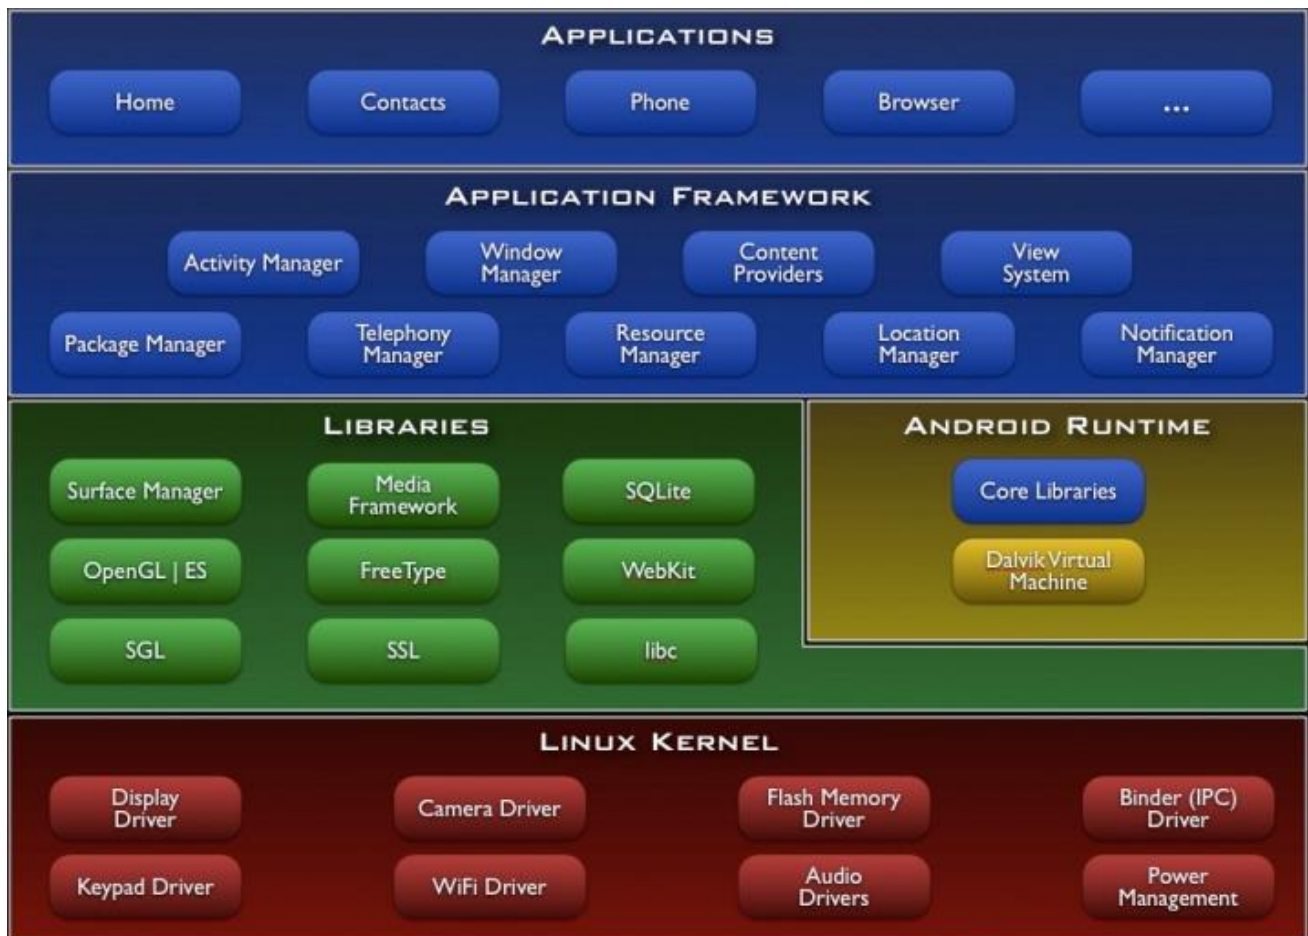 APPLICATIONS
Home
Contacts
Phone
Browser
...
APPLICATION FRAMEWORK
Activity Manager
Window
Manager
Content
Providers
View
System
Package Manager
Telephony
Manager
Resource
Manager
Location
Manager
Notification
Manager
LIBRARIES
Surface Manager
Media
Framework
SQLite
OpenGL | ES
FreeType
WebKit
SGL
SSL
libc
ANDROID RUNTIME
Core Libraries
Dalvik Virtual
Machine
LINUX KERNEL
Display
Driver
Camera Driver
Flash Memory
Driver
Binder (IPC)
Driver
Keypad Driver
WiFi Driver
Audio
Drivers
Power
Management